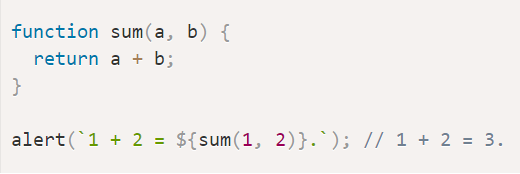 function sum(a, b) {
  return a + b;
}
alert(`1 + 2 = ${sum(1, 2)}.`); // 1 + 2 = 3.